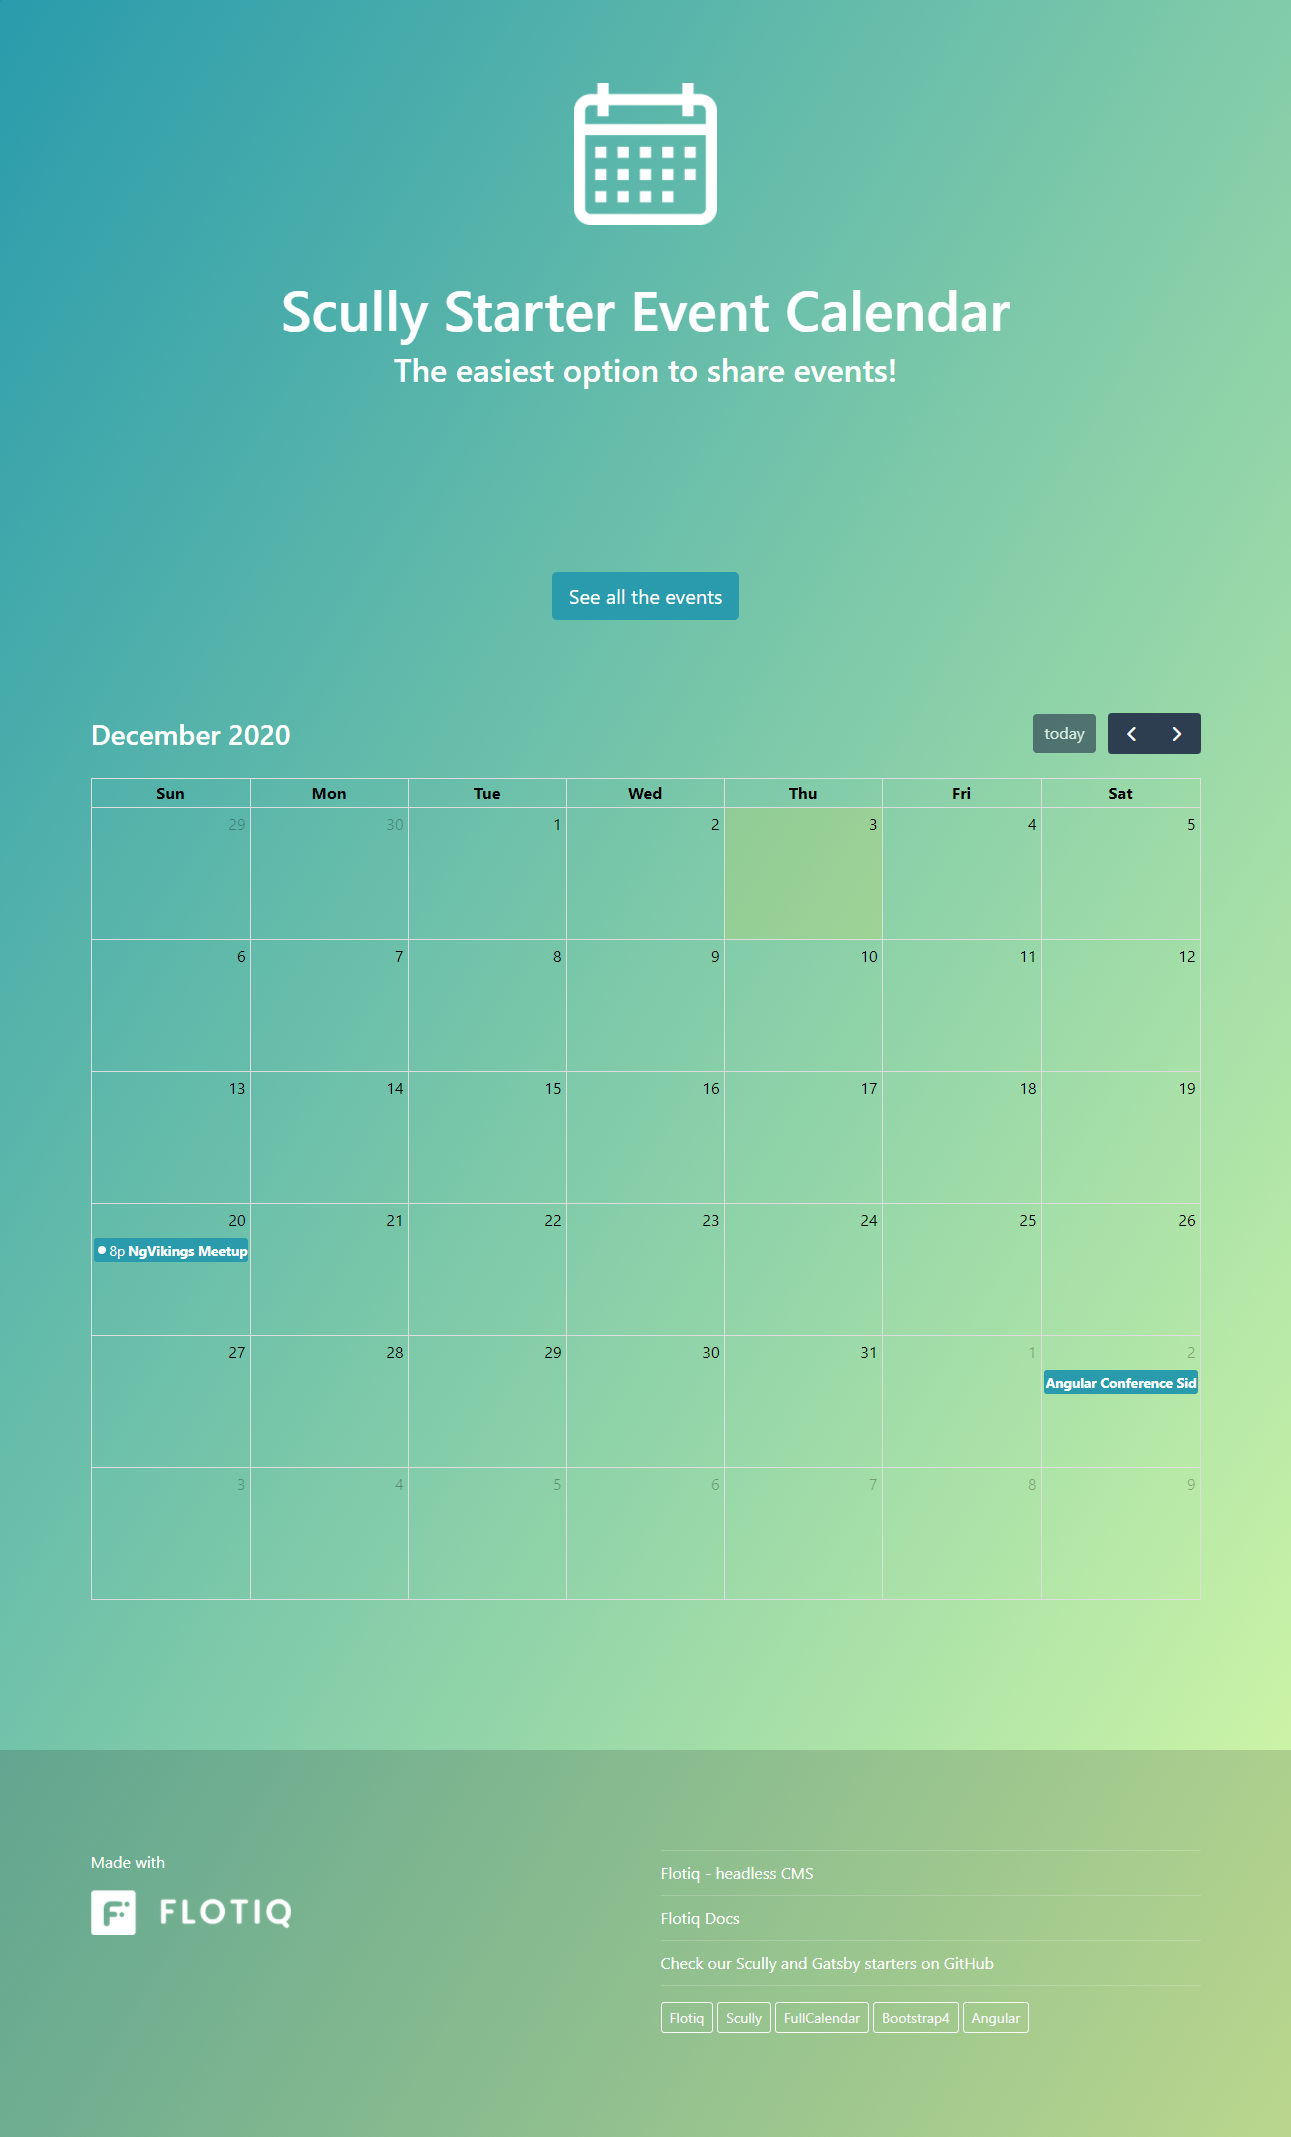 Scully Starter Event Calendar
The easiest option to share events!
See all the events
December 2020
today
Sun Mon Tue Wed Thu Fri Sat
29 30 1 2 3 4 5
6 7 8 9 10 11 12
13 14 15 16 17 18 19
20 21 22 23 24 25 26
8p NgVikings Meetup
27 28 29 30 31 1 2
Angular Conference Sid
3 4 5 6 7 8 9
Made with
FLOTIQ
Flotiq - headless CMS
Flotiq Docs
Check our Scully and Gatsby starters on GitHub
Flotiq Scully FullCalendar Bootstrap4 Angular